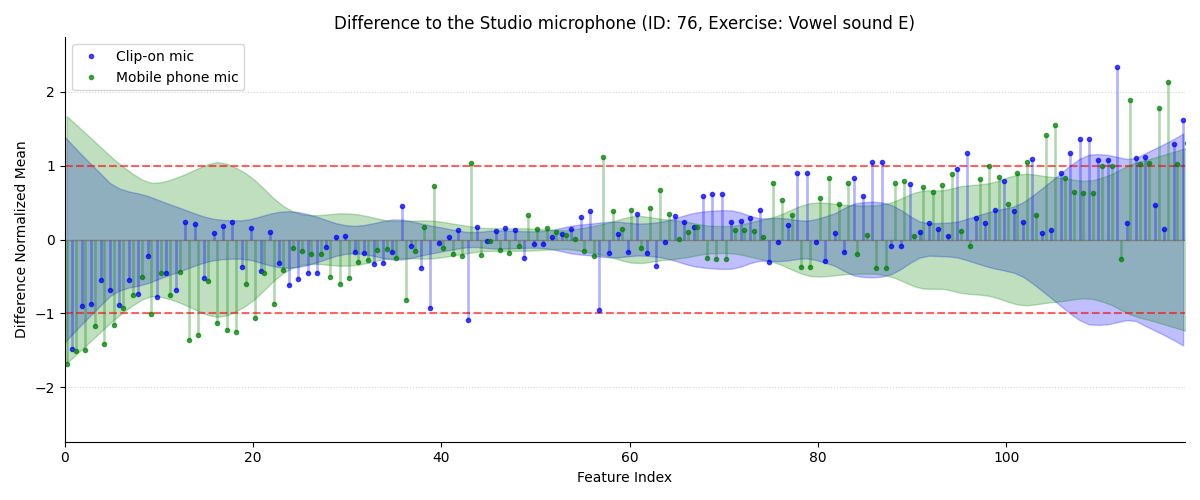 Difference to the Studio microphone (ID: 76, Exercise: Vowel sound E)
Clip-on mic
Mobile phone mic
Difference Normalized Mean
2
1
0
−1
−2
0 20 40 60 80 100
Feature Index